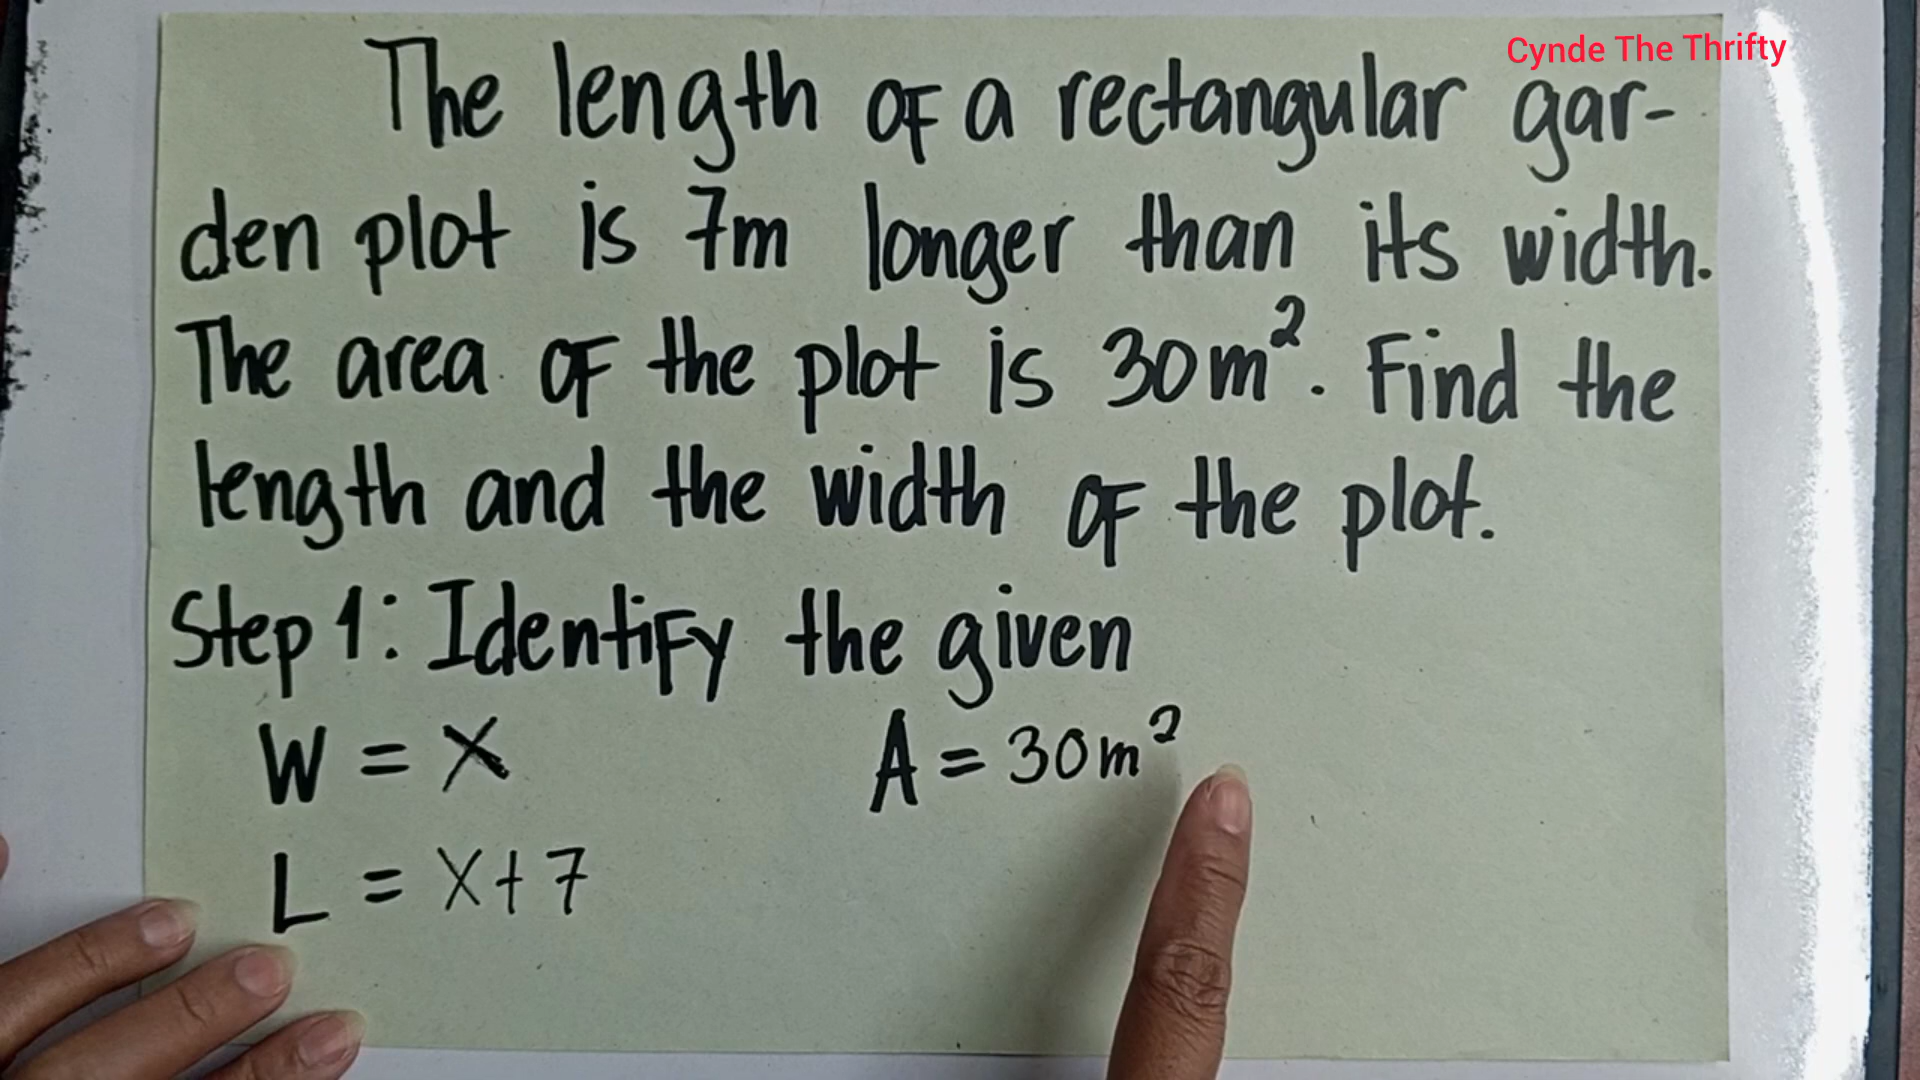 Cynde The Thrifty
The length of a rectangular gar-
den plot is 7m longer than its width.
The area of the plot is 30m². Find the
length and the width of the plot.
Step 1: Identify the given
W = X A = 30m²
L = X+7